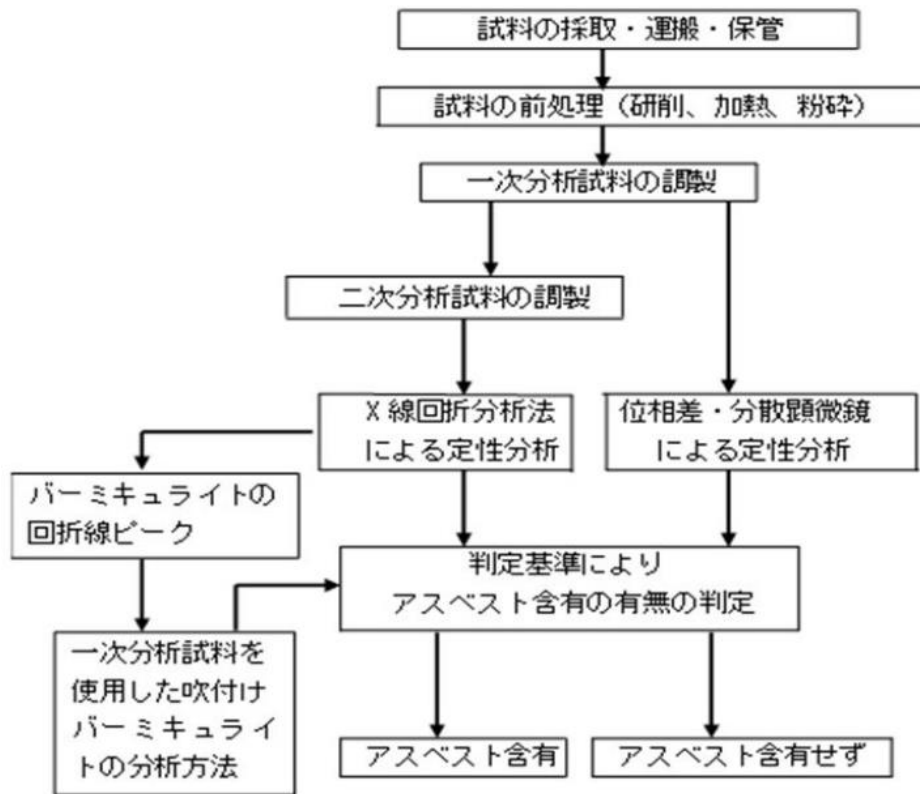 試料の採取・運搬・保管
試料の前処理（研削、加熱、粉砕）
一次分析試料の調製
二次分析試料の調製
X線回折分析法
による定性分析
位相差・分散顕微鏡
による定性分析
バーミキュライトの
回折線ピーク
判定基準により
アスベスト含有の有無の判定
一次分析試料を
使用した吹付け
バーミキュライ
トの分析方法
アスベスト含有
アスベスト含有せず